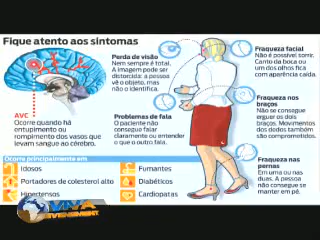 Fique atento aos sintomas
Perda de visão
Nem sempre é total.
A imagem pode ser
distorcida: a pessoa
vê o objeto, mas
não o identifica.
Fraqueza facial
Não é possível sorrir.
Canto da boca ou
um dos olhos fica
com aparência caída.
AVC
Ocorre quando há
entupimento ou
rompimento dos vasos que
levam sangue ao cérebro.
Problemas de fala
O paciente não
consegue falar
claramente ou entender
o que o outro fala.
Fraqueza nos
braços
Não se consegue
erguer os dois
braços. Movimentos
dos dedos também
são comprometidos.
Ocorre principalmente em
Idosos
Portadores de colesterol alto
Hipertensos
Fumantes
Diabéticos
Cardiopatas
Fraqueza nas
pernas
Em uma ou nas
duas. A pessoa
não consegue se
manter em pé.